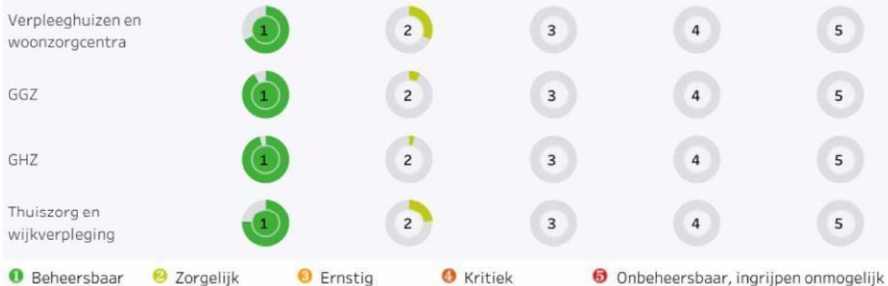 Verpleeghuizen en
woonzorgcentra
1 2 3 4 5
GGZ
1 2 3 4 5
GHZ
1 2 3 4 5
Thuiszorg en
wijkverpleging
1 2 3 4 5
1 Beheersbaar 2 Zorgelijk 3 Ernstig 4 Kritiek 5 Onbeheersbaar, ingrijpen onmogelijk